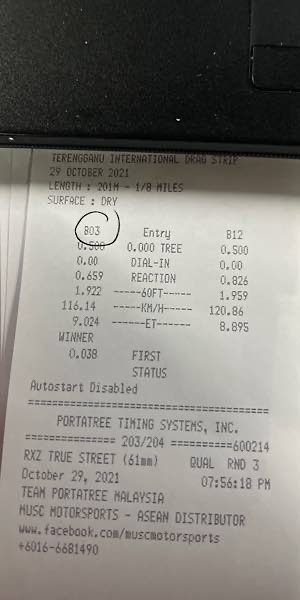 TERENGGANU INTERNATIONAL DRAG STRIP
29 OCTOBER 2021
LENGTH : 201M - 1/8 MILES
SURFACE : DRY
B03 Entry B12
0.500 0.000 TREE 0.500
0.00 DIAL-IN 0.00
0.659 REACTION 0.826
1.922 -----60FT----- 1.959
116.14 -----KM/H----- 120.86
9.024 ------ET------ 8.895
WINNER
0.038 FIRST
STATUS
Autostart Disabled
========================================
PORTATREE TIMING SYSTEMS, INC.
=============== 203/204 ==========600214
RXZ TRUE STREET (61mm) QUAL RND 3
October 29, 2021 07:56:18 PM
TEAM PORTATREE MALAYSIA
MUSC MOTORSPORTS - ASEAN DISTRIBUTOR
www.facebook.com/muscmotorsports
+6016-6681490